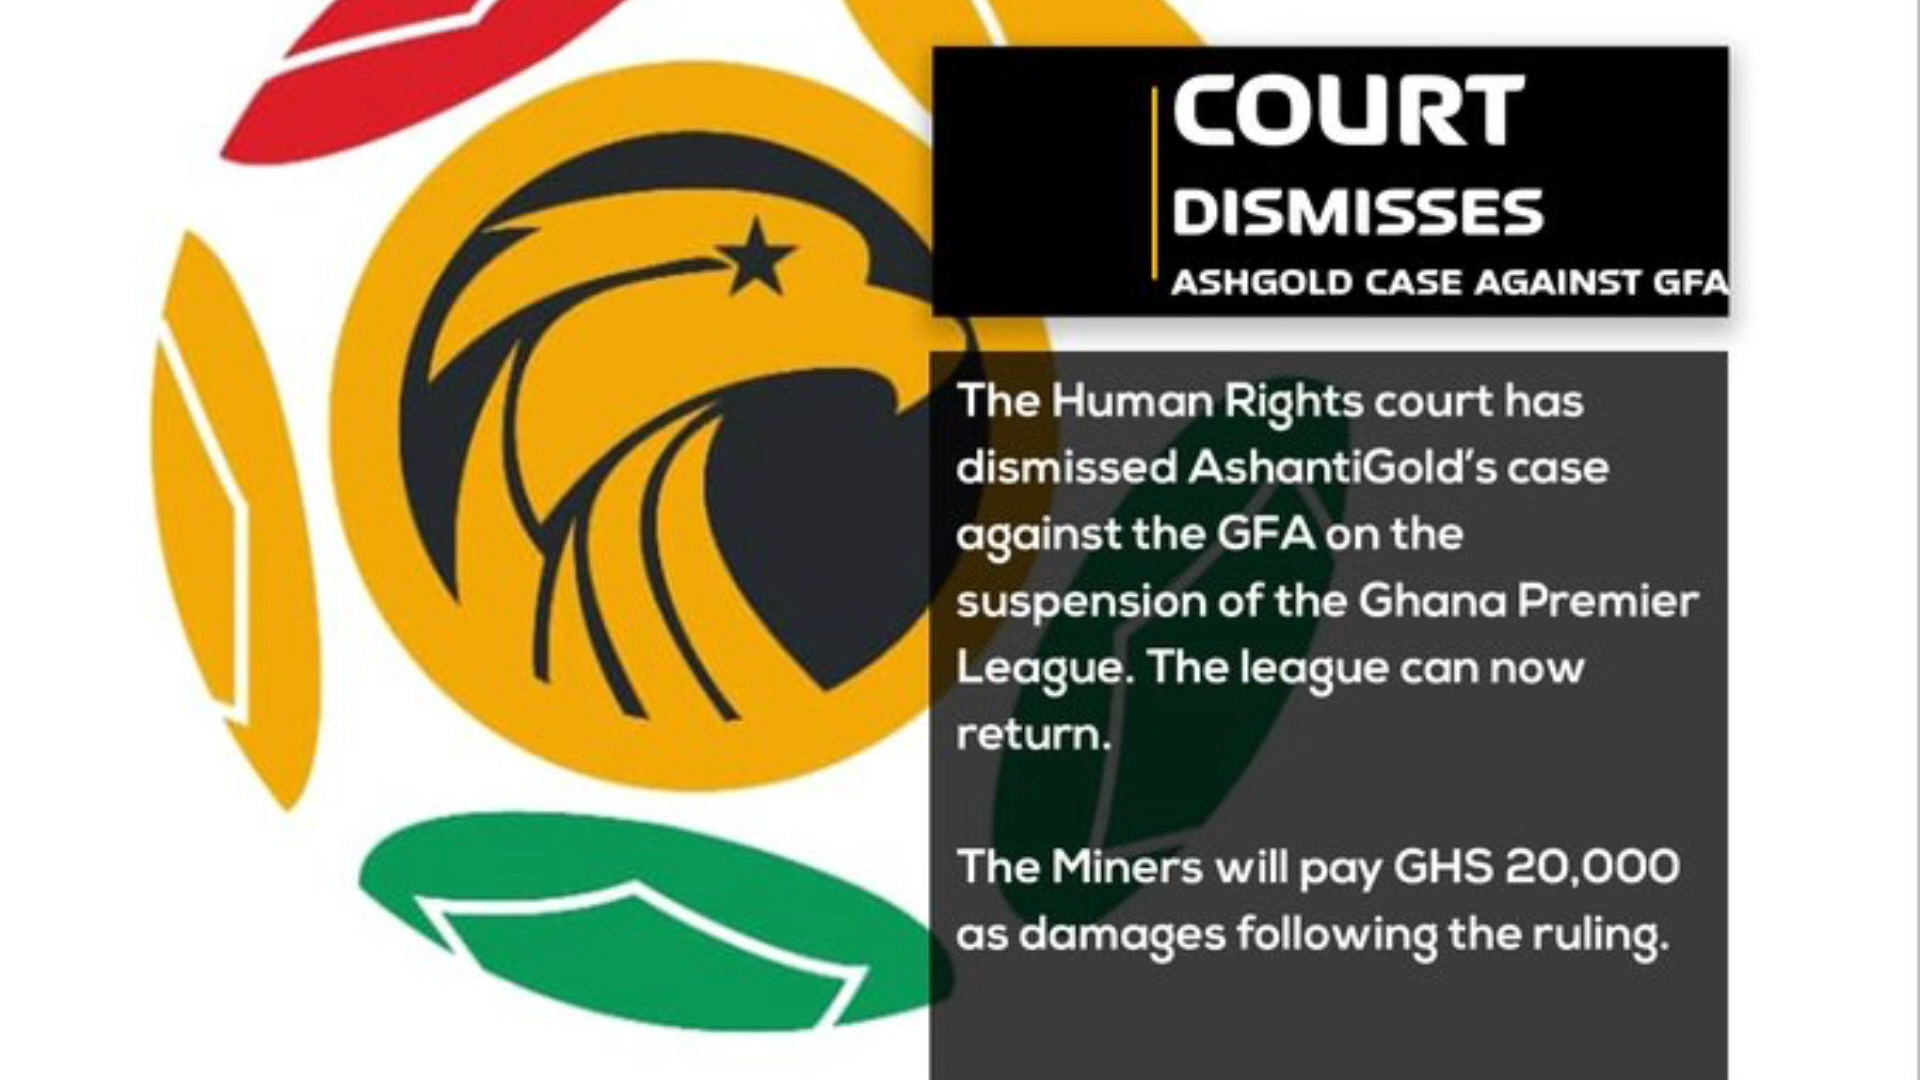 COURT
DISMISSES
ASHGOLD CASE AGAINST GFA
The Human Rights court has
dismissed AshantiGold's case
against the GFA on the
suspension of the Ghana Premier
League. The league can now
return.
The Miners will pay GHS 20,000
as damages following the ruling.